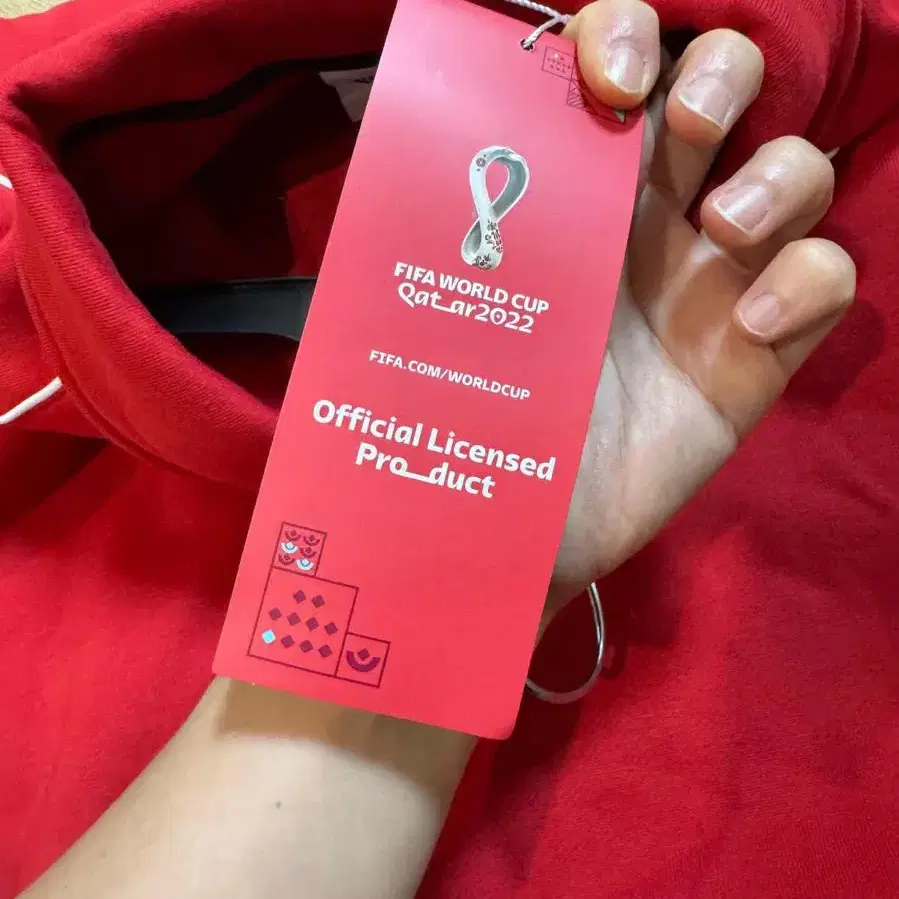 FIFA WORLD CUP
Qatar2022
FIFA.COM/WORLDCUP
Official Licensed
Product